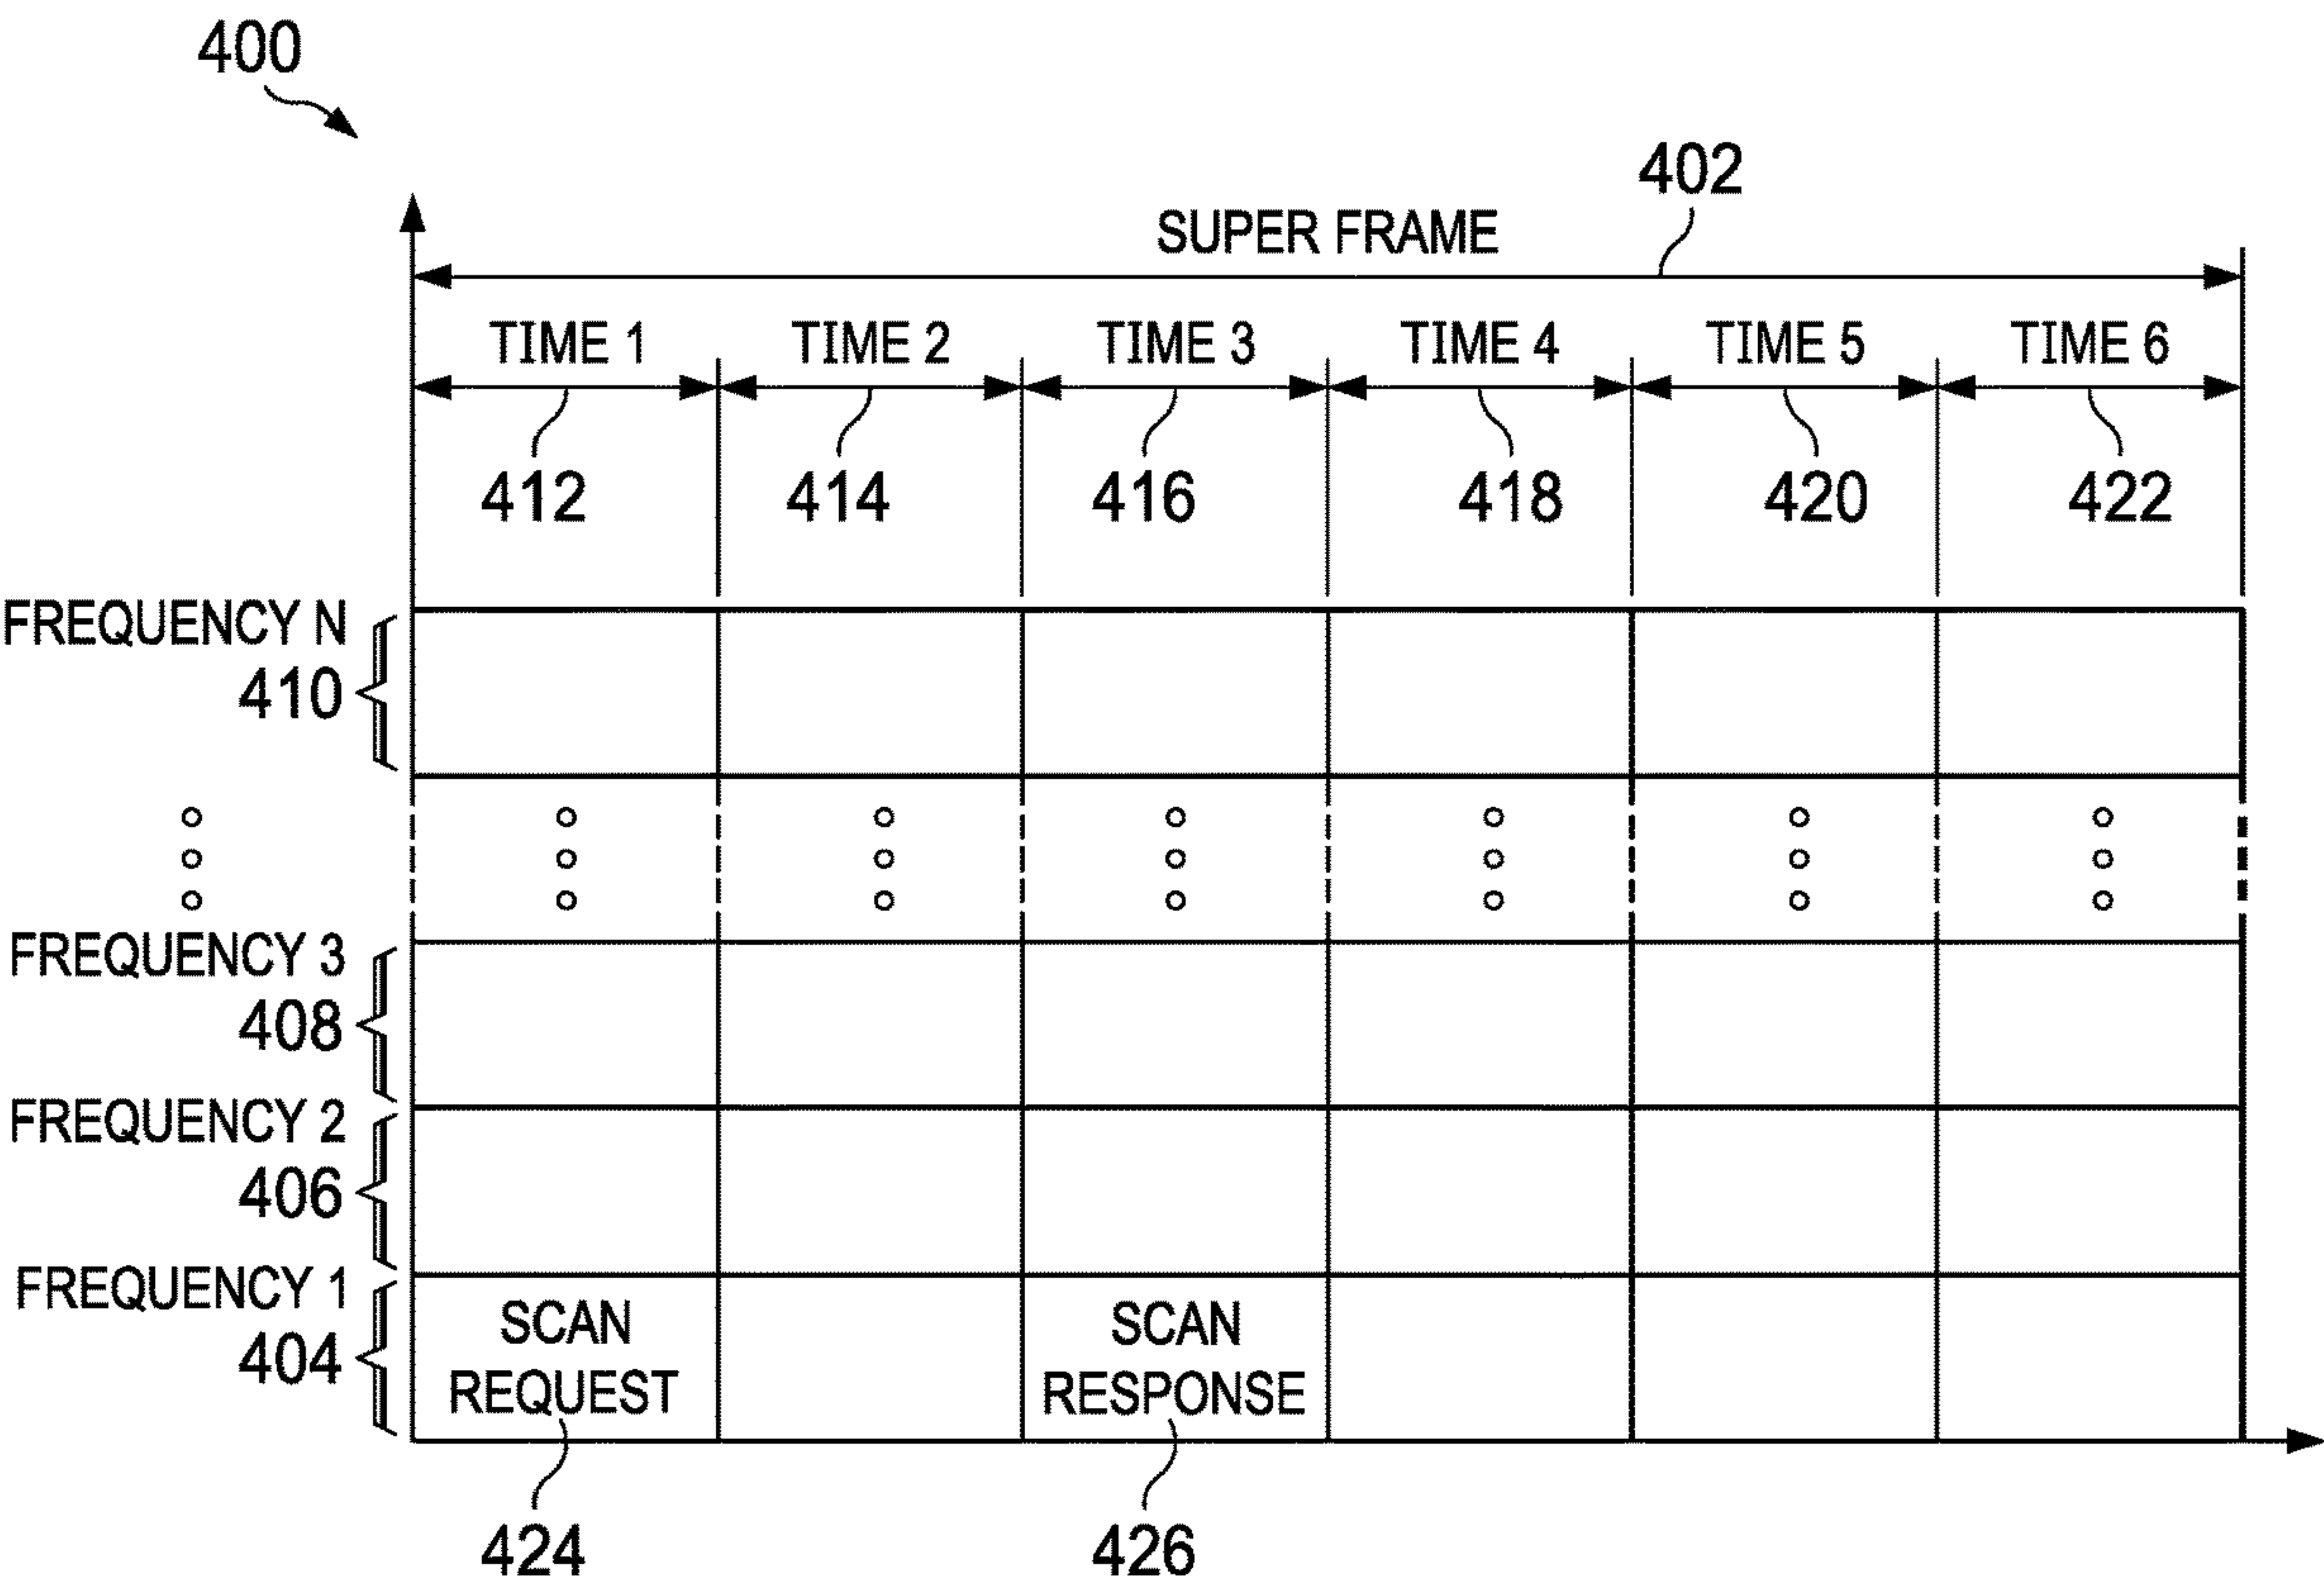 400
402
SUPER FRAME
TIME 1 TIME 2 TIME 3 TIME 4 TIME 5 TIME 6
412 414 416 418 420 422
FREQUENCY N
410
FREQUENCY 3
408
FREQUENCY 2
406
FREQUENCY 1
404
SCAN
REQUEST
SCAN
RESPONSE
424 426